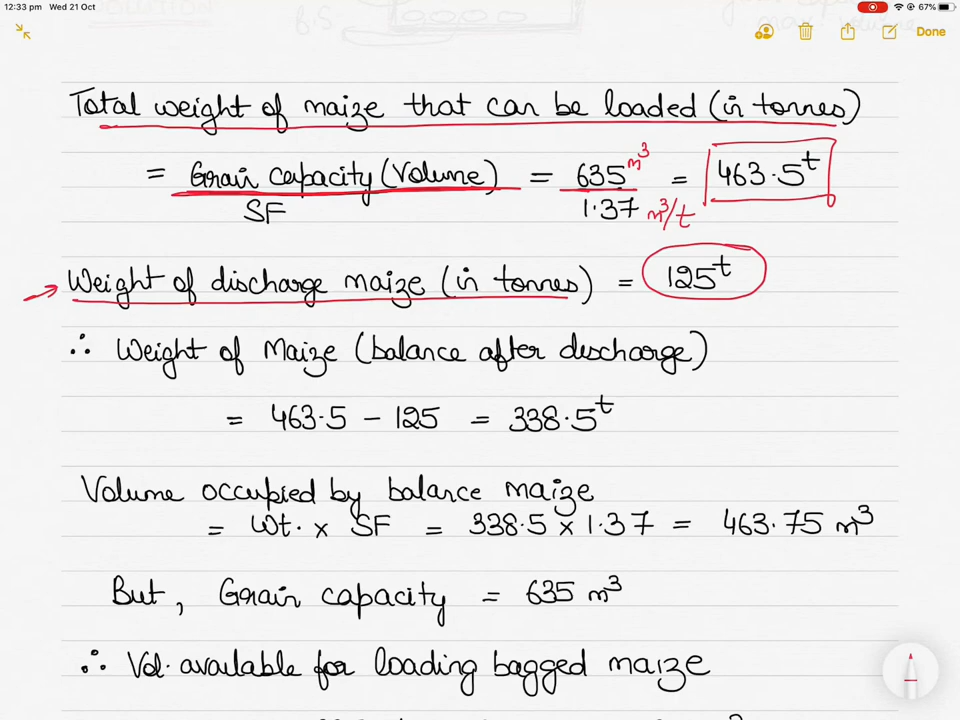 12:33 pm Wed 21 Oct
67%
B.S.
Done
Total weight of maize that can be loaded (in tonnes)
= Grain capacity (Volume) = 635 m³ = 463.5t
SF 1.37 m³/t
Weight of discharge maize (in tonnes) = 125t
∴ Weight of Maize (balance after discharge)
= 463.5 - 125 = 338.5t
Volume occupied by balance maize
= Wt. x SF = 338.5 x 1.37 = 463.75 m³
But, Grain capacity = 635 m³
∴ Vol. available for loading bagged maize